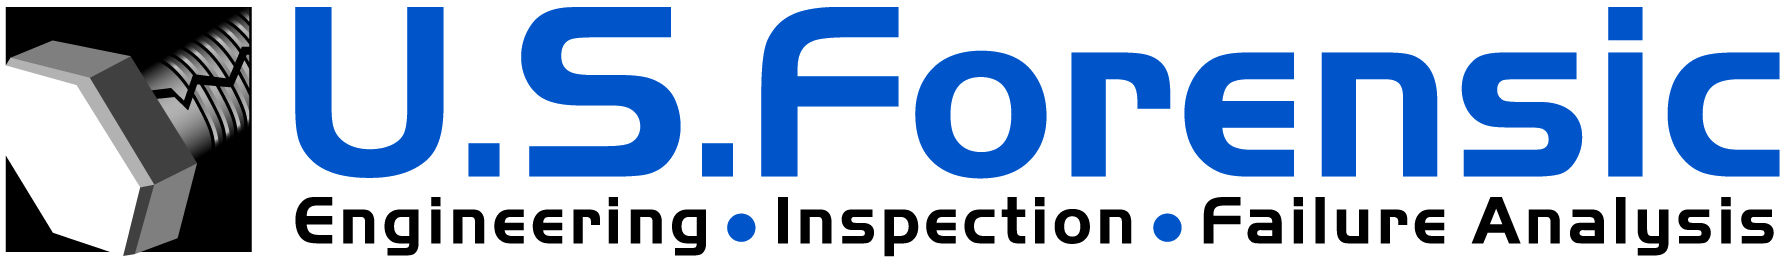 U.S.Forensic
Engineering • Inspection • Failure Analysis